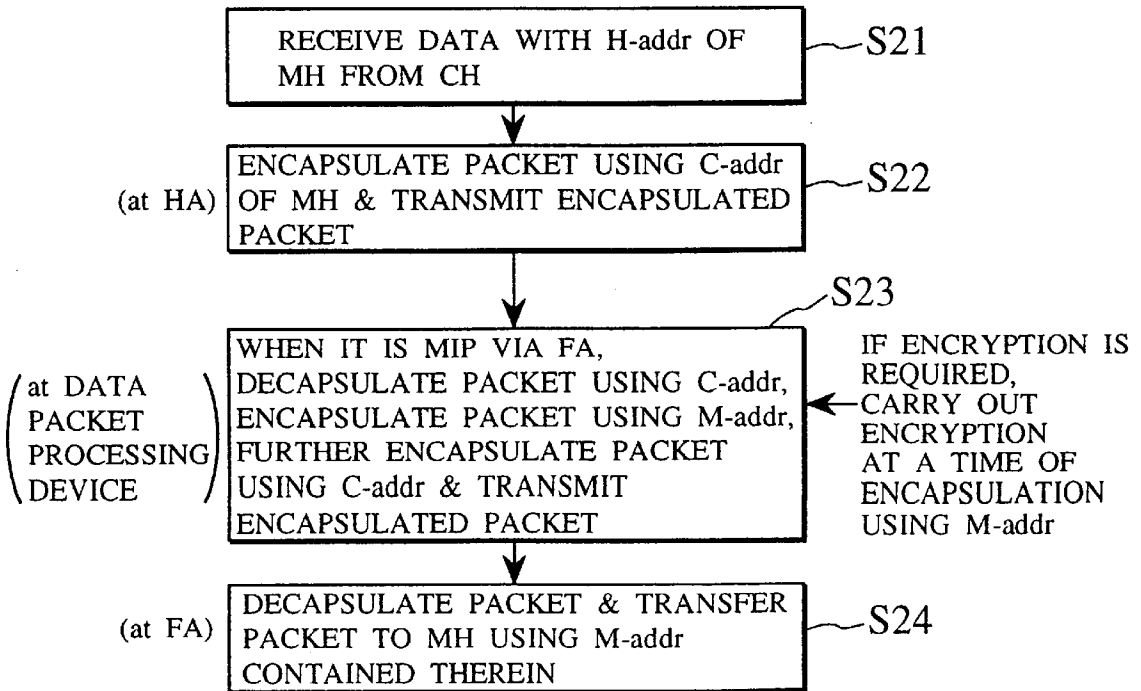 RECEIVE DATA WITH H-addr OF
MH FROM CH
S21
(at HA)
ENCAPSULATE PACKET USING C-addr
OF MH & TRANSMIT ENCAPSULATED
PACKET
S22
S23
(at DATA
PACKET
PROCESSING
DEVICE)
WHEN IT IS MIP VIA FA,
DECAPSULATE PACKET USING C-addr,
ENCAPSULATE PACKET USING M-addr,
FURTHER ENCAPSULATE PACKET
USING C-addr & TRANSMIT
ENCAPSULATED PACKET
IF ENCRYPTION IS
REQUIRED,
CARRY OUT
ENCRYPTION
AT A TIME OF
ENCAPSULATION
USING M-addr
(at FA)
DECAPSULATE PACKET & TRANSFER
PACKET TO MH USING M-addr
CONTAINED THEREIN
S24